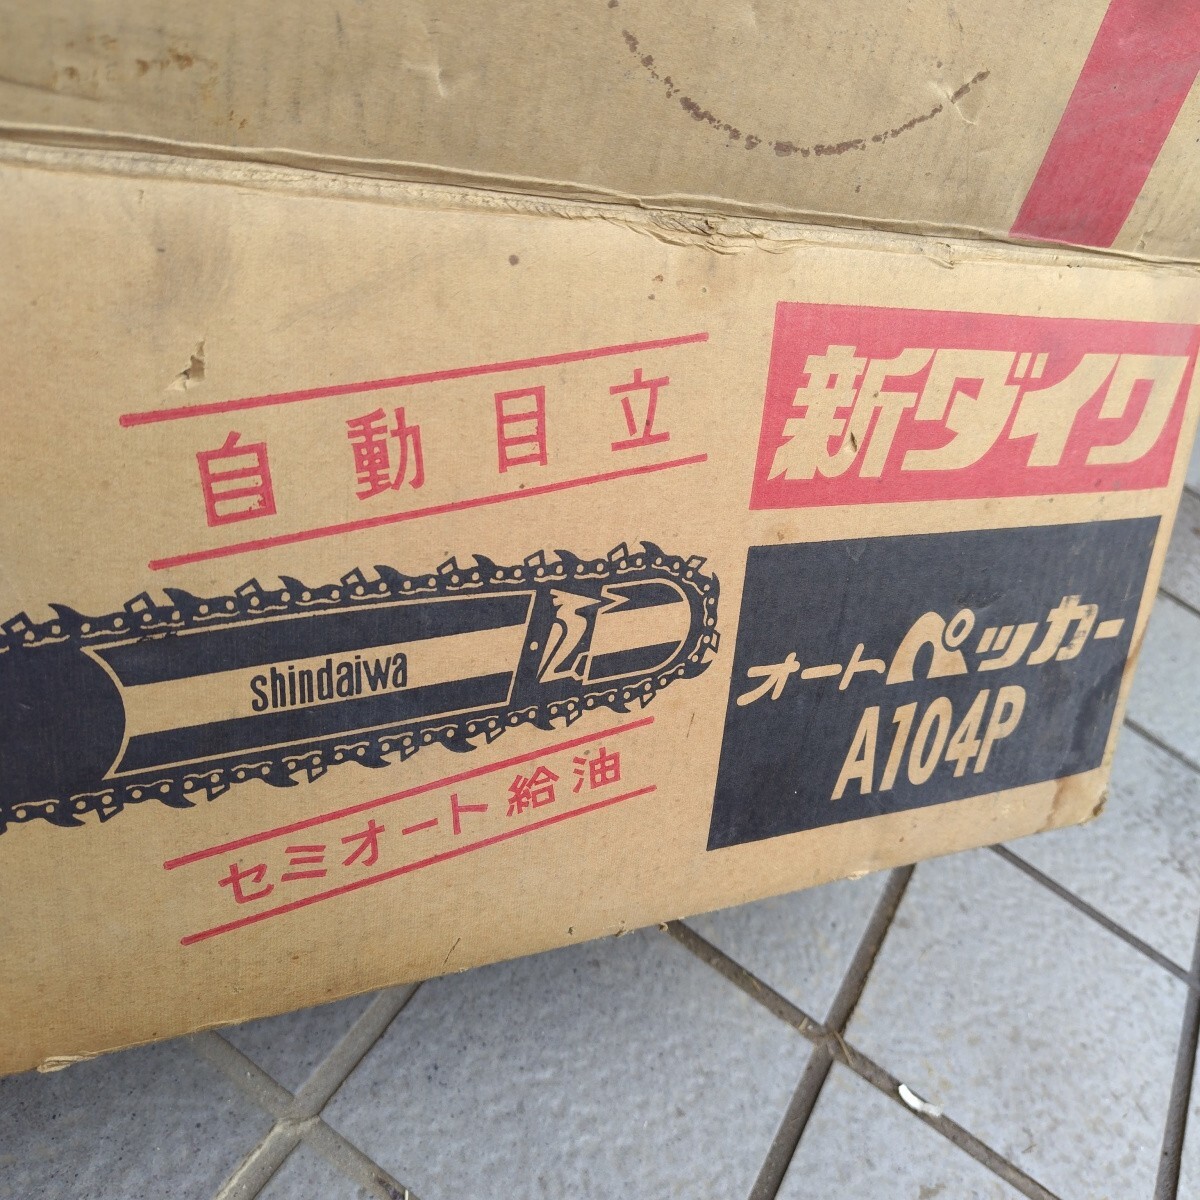 自動目立
新ダイワ
shindaiwa
オートペッカー
A104P
セミオート給油